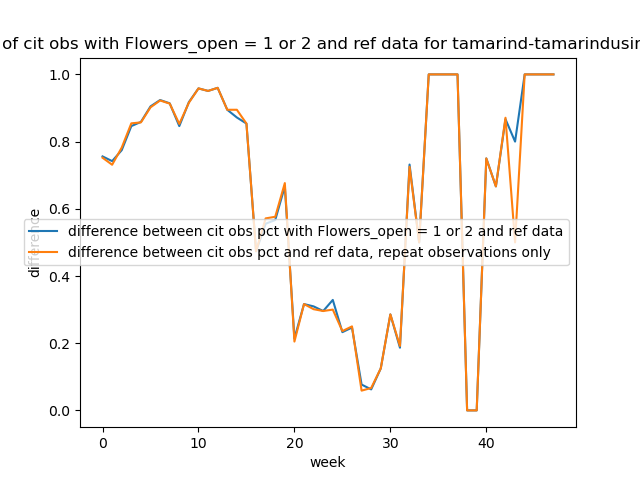 of cit obs with Flowers_open = 1 or 2 and ref data for tamarind-tamarindusin
1.0
0.8
0.6
0.4
0.2
0.0
difference
difference between cit obs pct with Flowers_open = 1 or 2 and ref data
difference between cit obs pct and ref data, repeat observations only
0 10 20 30 40
week